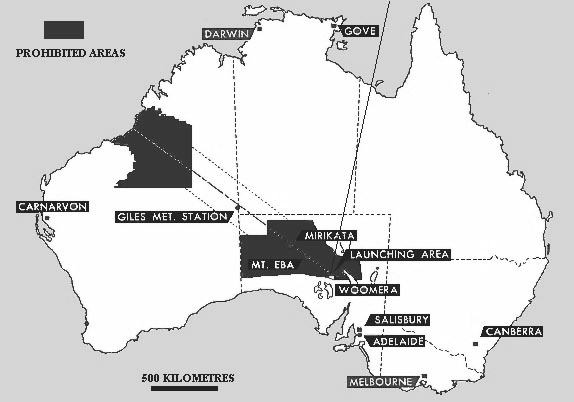 DARWIN
GOVE
PROHIBITED AREAS
CARNARVON
GILES MET. STATION
MIRIKATA
LAUNCHING AREA
MT. EBA
WOOMERA
SALISBURY
CANBERRA
ADELAIDE
500 KILOMETRES
MELBOURNE